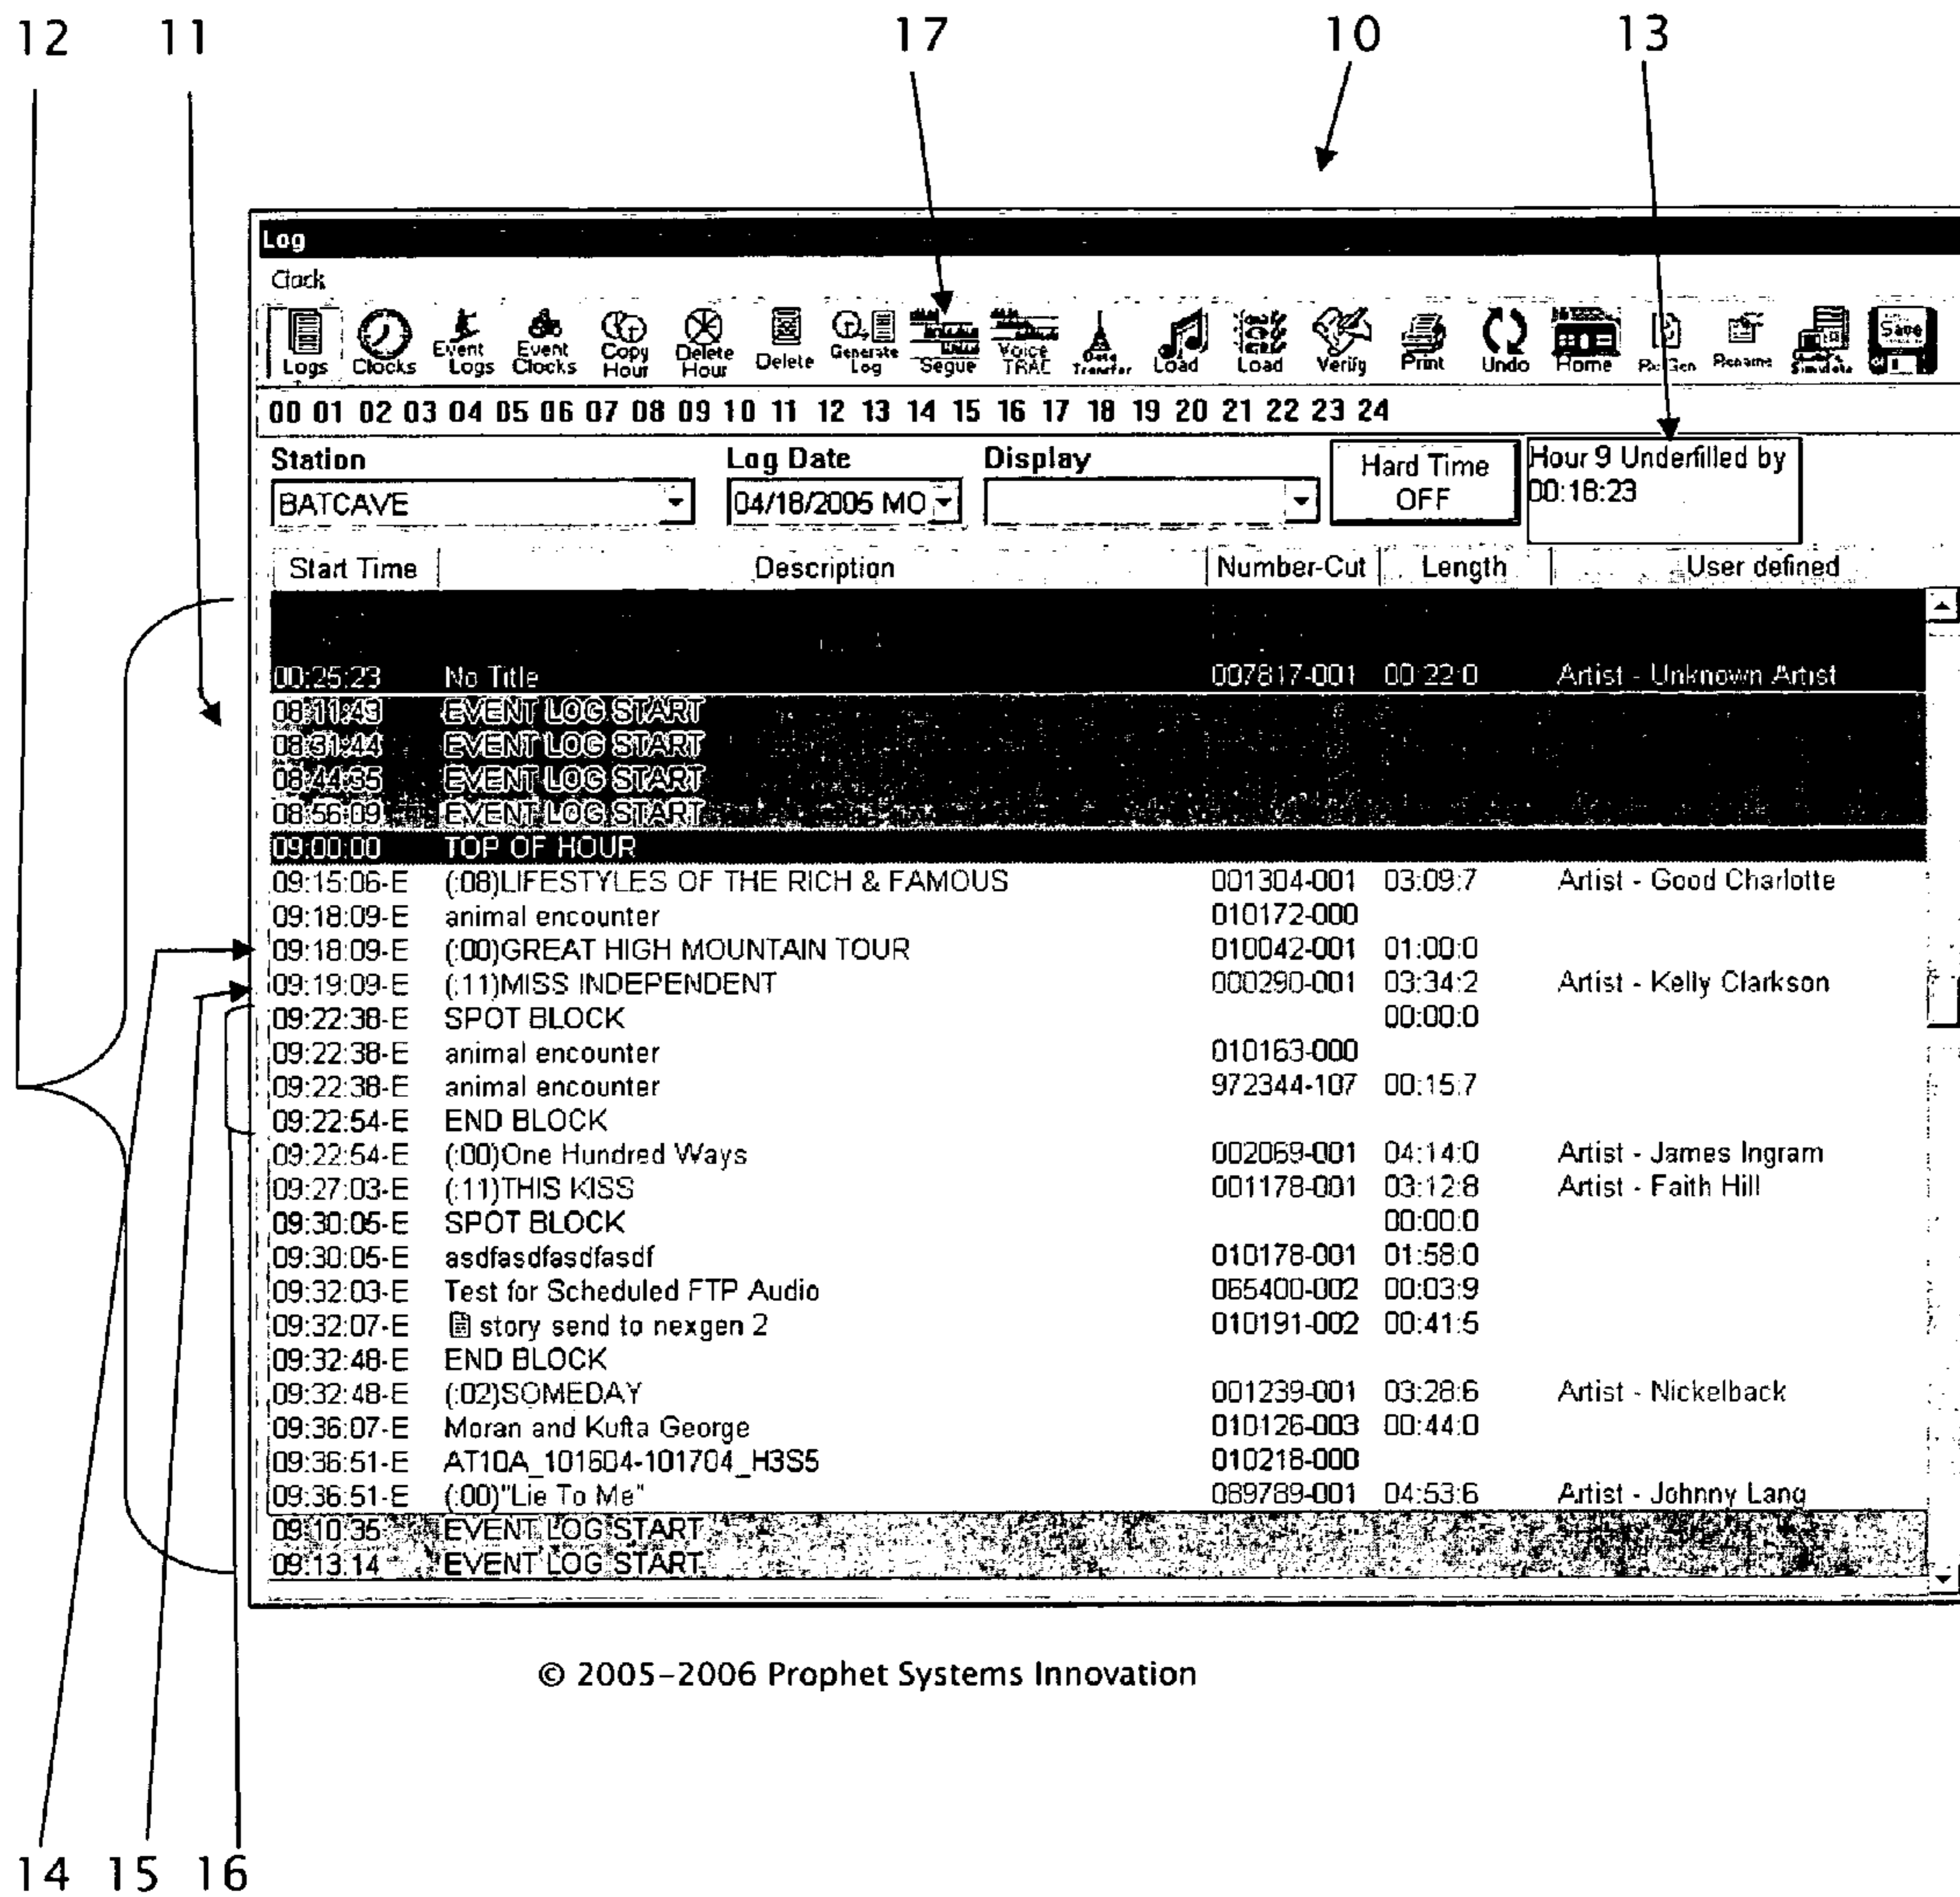 12 11 17 10 13
Log
Clock
Logs Clocks Event Logs Event Clocks Copy Hour Delete Hour Delete Generate Log Segue Voice TRAC Data Transfer Load Load Verify Print Undo Home Rename Simulate Save
00 01 02 03 04 05 06 07 08 09 10 11 12 13 14 15 16 17 18 19 20 21 22 23 24
Station Log Date Display Hard Time OFF Hour 9 Underfilled by
BATCAVE 04/18/2005 MO 00:18:23
Start Time Description Number-Cut Length User defined
00:25:23 No Title 007817-001 00:22:0 Artist - Unknown Artist
08:11:43 EVENT LOG START
08:31:44 EVENT LOG START
08:44:35 EVENT LOG START
08:56:09 EVENT LOG START
09:00:00 TOP OF HOUR
09:15:06-E (:08)LIFESTYLES OF THE RICH & FAMOUS 001304-001 03:09:7 Artist - Good Charlotte
09:18:09-E animal encounter 010172-000
09:18:09-E (:00)GREAT HIGH MOUNTAIN TOUR 010042-001 01:00:0
09:19:09-E (:11)MISS INDEPENDENT 000290-001 03:34:2 Artist - Kelly Clarkson
09:22:38-E SPOT BLOCK 00:00:0
09:22:38-E animal encounter 010163-000
09:22:38-E animal encounter 972344-107 00:15:7
09:22:54-E END BLOCK
09:22:54-E (:00)One Hundred Ways 002069-001 04:14:0 Artist - James Ingram
09:27:03-E (:11)THIS KISS 001178-001 03:12:8 Artist - Faith Hill
09:30:05-E SPOT BLOCK 00:00:0
09:30:05-E asdfasdfasdfasdf 010178-001 01:58:0
09:32:03-E Test for Scheduled FTP Audio 065400-002 00:03:9
09:32:07-E story send to nexgen 2 010191-002 00:41:5
09:32:48-E END BLOCK
09:32:48-E (:02)SOMEDAY 001239-001 03:28:6 Artist - Nickelback
09:36:07-E Moran and Kufta George 010126-003 00:44:0
09:36:51-E AT10A_101604-101704_H3S5 010218-000
09:36:51-E (:00)"Lie To Me" 089789-001 04:53:6 Artist - Johnny Lang
09:10:35 EVENT LOG START
09:13:14 EVENT LOG START
© 2005-2006 Prophet Systems Innovation
14 15 16